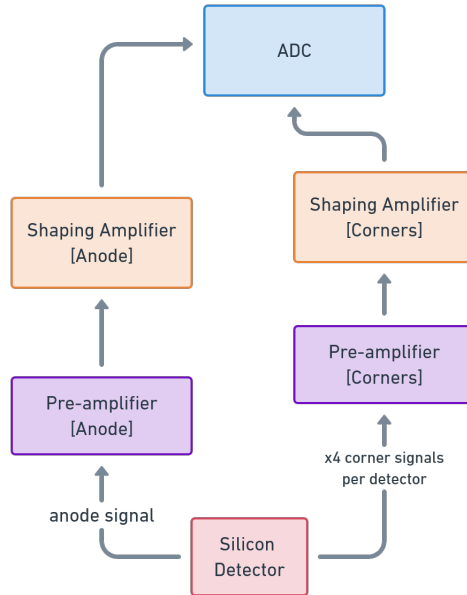 ADC
Shaping Amplifier
[Anode]
Shaping Amplifier
[Corners]
Pre-amplifier
[Corners]
Pre-amplifier
[Anode]
x4 corner signals
per detector
anode signal
Silicon
Detector